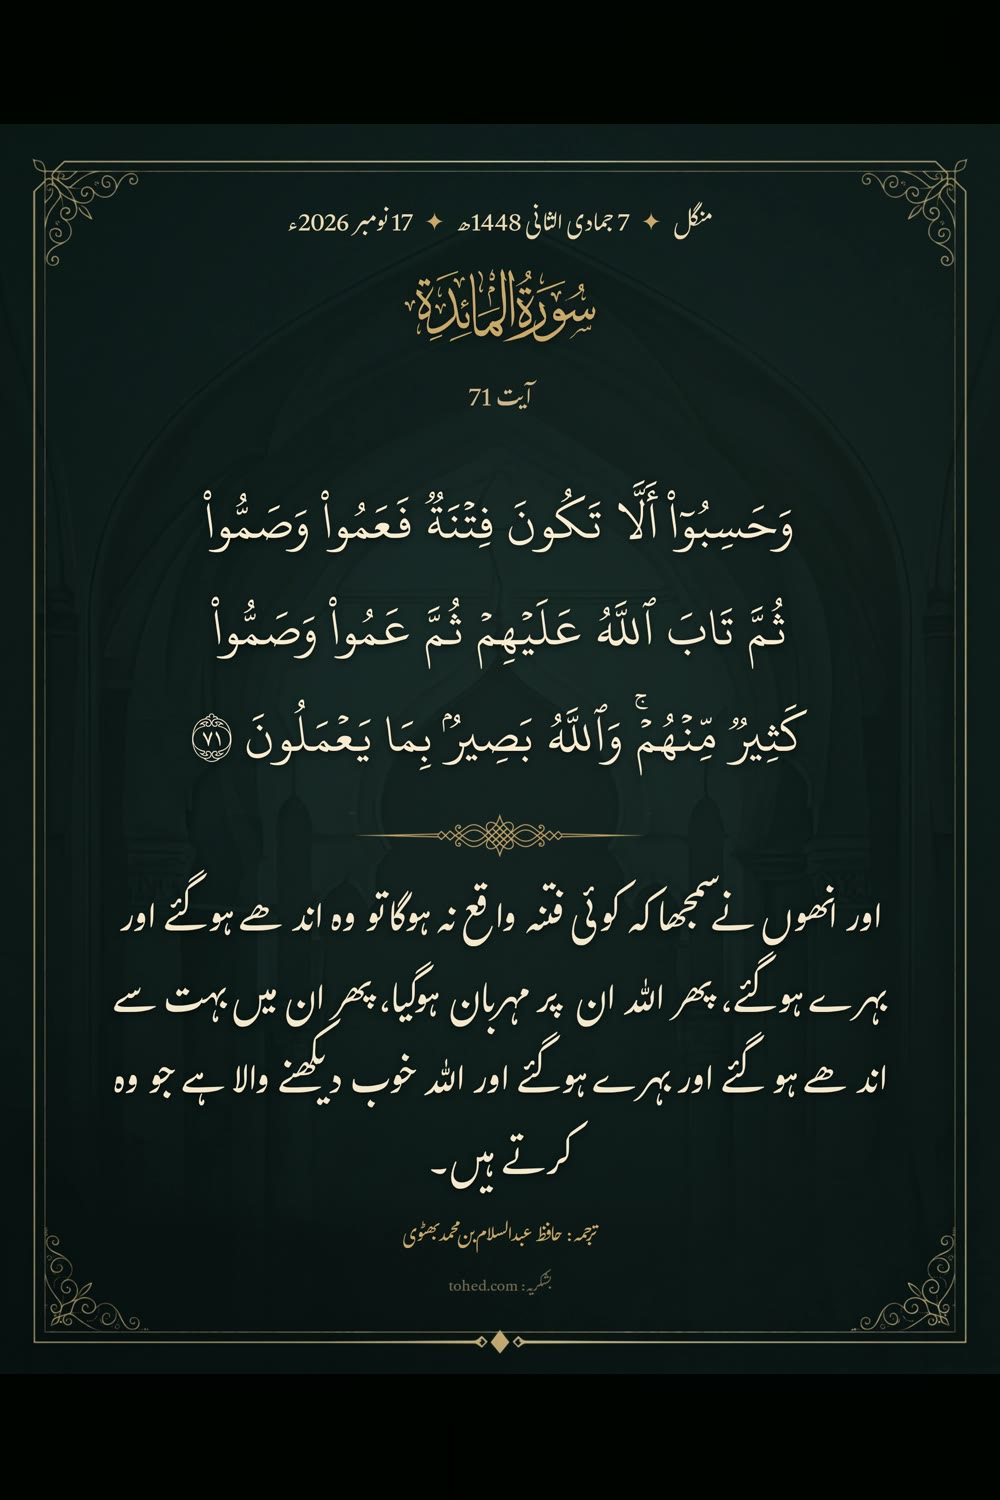 منگل ✦ 7 جمادی الثانی 1448ھ ✦ 17 نومبر 2026ء
سُورَةُ الْمَائِدَةِ
آیت 71
وَحَسِبُوٓا۟ أَلَّا تَكُونَ فِتْنَةٌ فَعَمُوا۟ وَصَمُّوا۟
ثُمَّ تَابَ ٱللَّهُ عَلَيْهِمْ ثُمَّ عَمُوا۟ وَصَمُّوا۟
كَثِيرٌ مِّنْهُمْ ۚ وَٱللَّهُ بَصِيرٌۢ بِمَا يَعْمَلُونَ ٧١
اور انھوں نے سمجھا کہ کوئی فتنہ واقع نہ ہوگا تو وہ اندھے ہوگئے اور
بہرے ہوگئے، پھر اللہ ان پر مہربان ہوگیا، پھر ان میں بہت سے
اندھے ہو گئے اور بہرے ہوگئے اور اللہ خوب دیکھنے والا ہے جو وہ
کرتے ہیں۔
ترجمہ: حافظ عبدالسلام بن محمد بھٹوی
بشکریہ: tohed.com